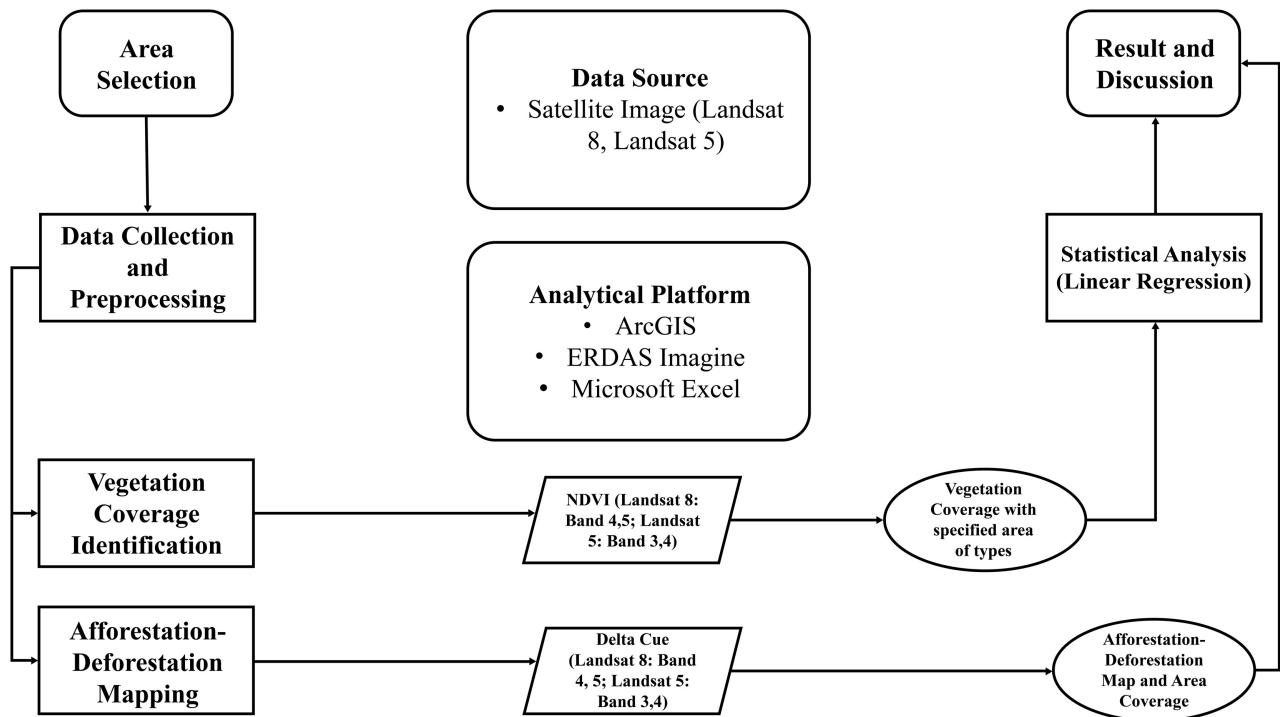 Area
Selection
Data Source
• Satellite Image (Landsat
8, Landsat 5)
Result and
Discussion
Data Collection
and
Preprocessing
Analytical Platform
• ArcGIS
• ERDAS Imagine
• Microsoft Excel
Statistical Analysis
(Linear Regression)
Vegetation
Coverage
Identification
NDVI (Landsat 8:
Band 4,5; Landsat
5: Band 3,4)
Vegetation
Coverage with
specified area
of types
Afforestation-
Deforestation
Mapping
Delta Cue
(Landsat 8: Band
4, 5; Landsat 5:
Band 3,4)
Afforestation-
Deforestation
Map and Area
Coverage